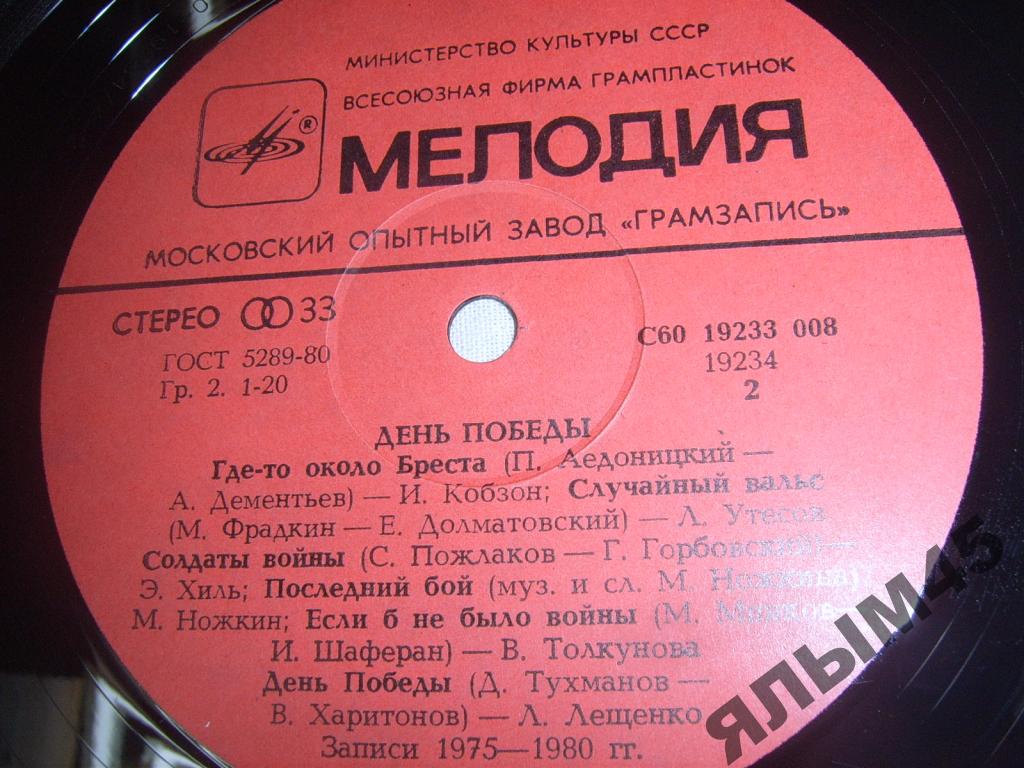 МИНИСТЕРСТВО КУЛЬТУРЫ СССР
ВСЕСОЮЗНАЯ ФИРМА ГРАМПЛАСТИНОК
®
МЕЛОДИЯ
МОСКОВСКИЙ ОПЫТНЫЙ ЗАВОД «ГРАМЗАПИСЬ»
СТЕРЕО 33
ГОСТ 5289-80
Гр. 2. 1-20
С60 19233 008
19234
2
ДЕНЬ ПОБЕДЫ
Где-то около Бреста (П. Аедоницкий —
А. Дементьев) — И. Кобзон; Случайный вальс
(М. Фрадкин — Е. Долматовский) — Л. Утесов
Солдаты войны (С. Пожлаков — Г. Горбовский) —
Э. Хиль; Последний бой (муз. и сл. М. Ножкина)
М. Ножкин; Если б не было войны (М. Минков —
И. Шаферан) — В. Толкунова
День Победы (Д. Тухманов —
В. Харитонов) — Л. Лещенко
Записи 1975—1980 гг.
ЯЛЫМ45